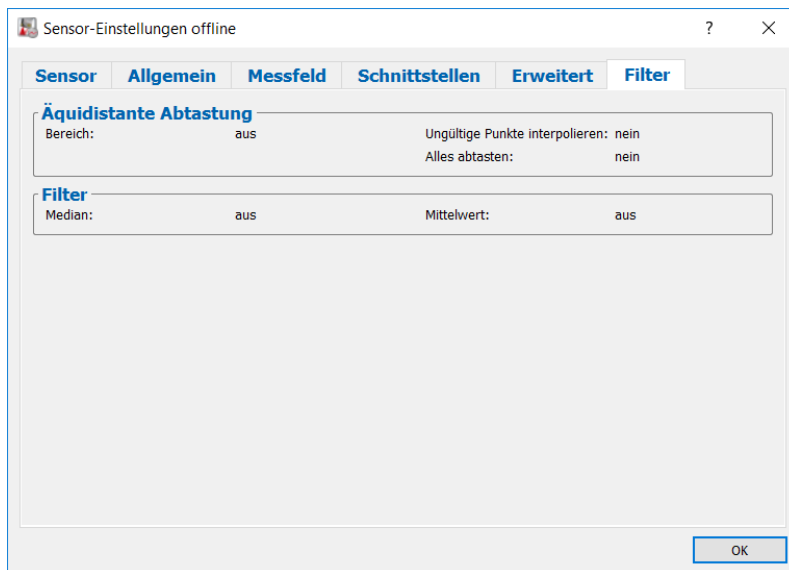 Sensor-Einstellungen offline
Sensor Allgemein Messfeld Schnittstellen Erweitert Filter
Äquidistante Abtastung
Bereich: aus Ungültige Punkte interpolieren: nein
Alles abtasten: nein
Filter
Median: aus Mittelwert: aus
OK